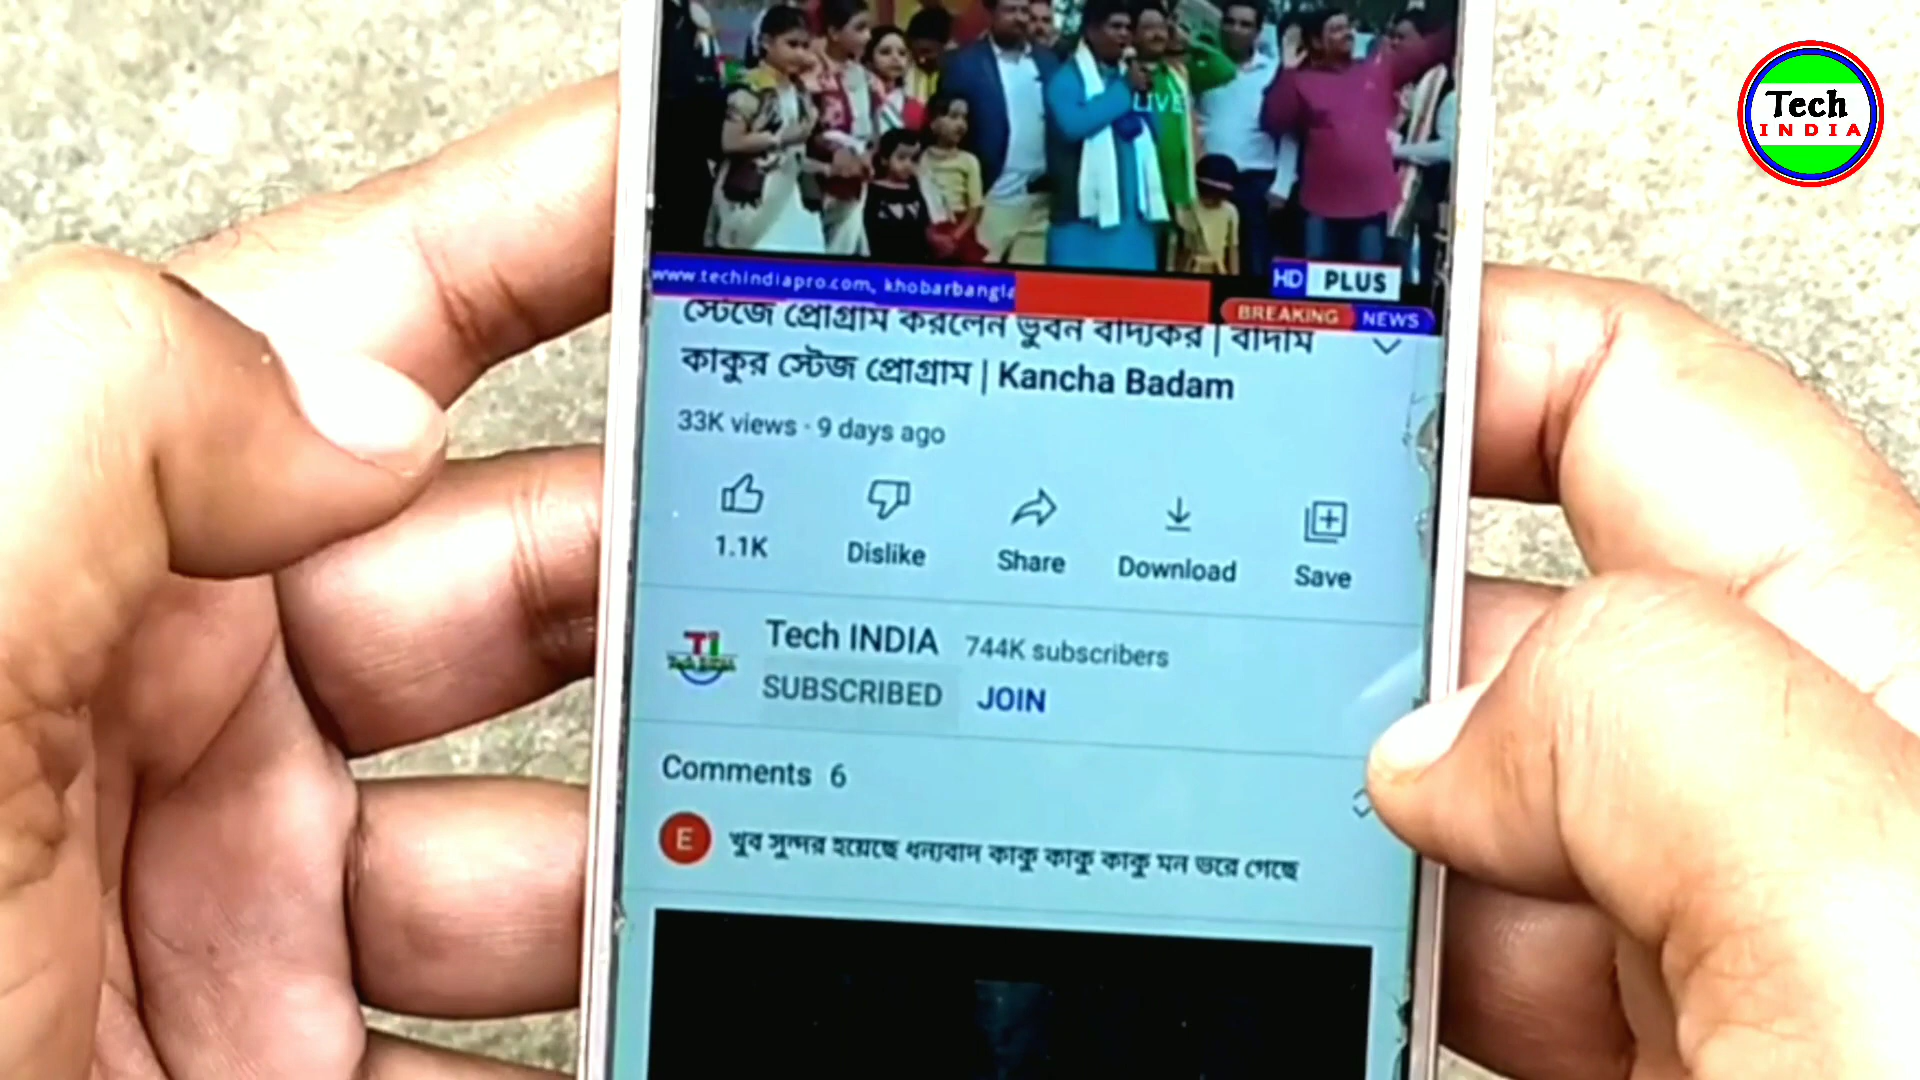 Tech
INDIA
LIVE
HD PLUS
www.techindiapro.com, khobarbangla
BREAKING NEWS
স্টেজে প্রোগ্রাম করলেন ভুবন বাদ্যকর | বাদাম
কাকুর স্টেজ প্রোগ্রাম | Kancha Badam
33K views · 9 days ago
1.1K Dislike Share Download Save
TI
Tech INDIA 744K subscribers
SUBSCRIBED JOIN
Comments 6
E খুব সুন্দর হয়েছে ধন্যবাদ কাকু কাকু কাকু মন ভরে গেছে